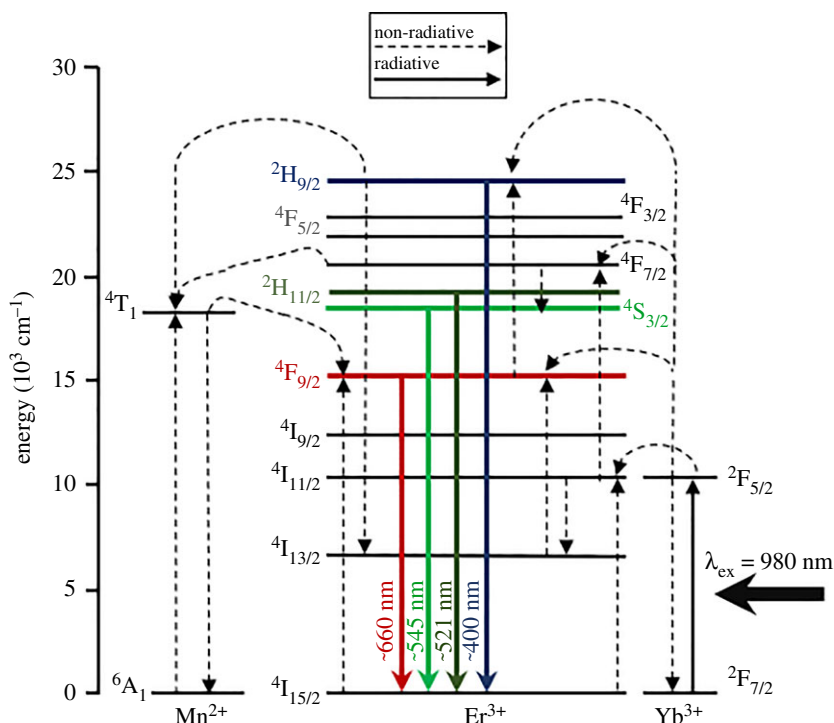 non-radiative
radiative
30
25
20
15
10
5
0
energy (10³ cm⁻¹)
²H₉/₂
⁴F₃/₂
⁴F₅/₂
⁴F₇/₂
²H₁₁/₂
⁴T₁
⁴S₃/₂
⁴F₉/₂
⁴I₉/₂
⁴I₁₁/₂
²F₅/₂
⁴I₁₃/₂
λex = 980 nm
~660 nm
~545 nm
~521 nm
~400 nm
⁶A₁
⁴I₁₅/₂
²F₇/₂
Mn²⁺
Er³⁺
Yb³⁺